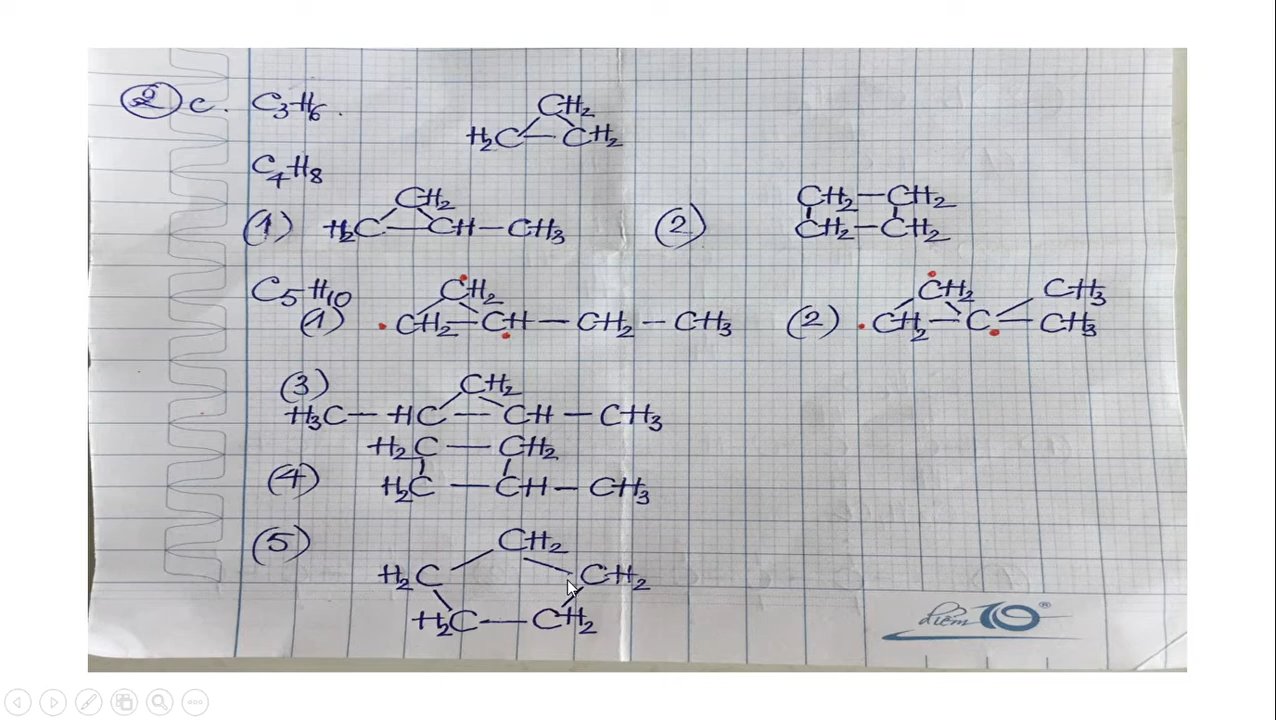 ② c. C₃H₆.
CH₂
H₂C — CH₂
C₄H₈
CH₂
(1) H₂C — CH — CH₃
(2) CH₂ — CH₂
CH₂ — CH₂
C₅H₁₀
CH₂
(1) CH₂ — CH — CH₂ — CH₃
CH₂ CH₃
(2) CH₂ — C — CH₃
(3) CH₂
H₃C — HC — CH — CH₃
H₂C — CH₂
(4) H₂C — CH — CH₃
(5) CH₂
H₂C CH₂
H₂C — CH₂
điểm 10 ®